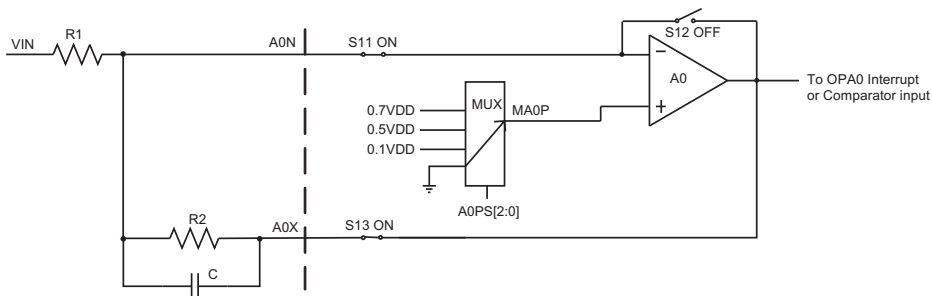 VIN
R1
A0N
S11 ON
S12 OFF
−
A0
+
To OPA0 Interrupt
or Comparator input
MUX
MA0P
0.7VDD
0.5VDD
0.1VDD
A0PS[2:0]
R2
A0X
S13 ON
C